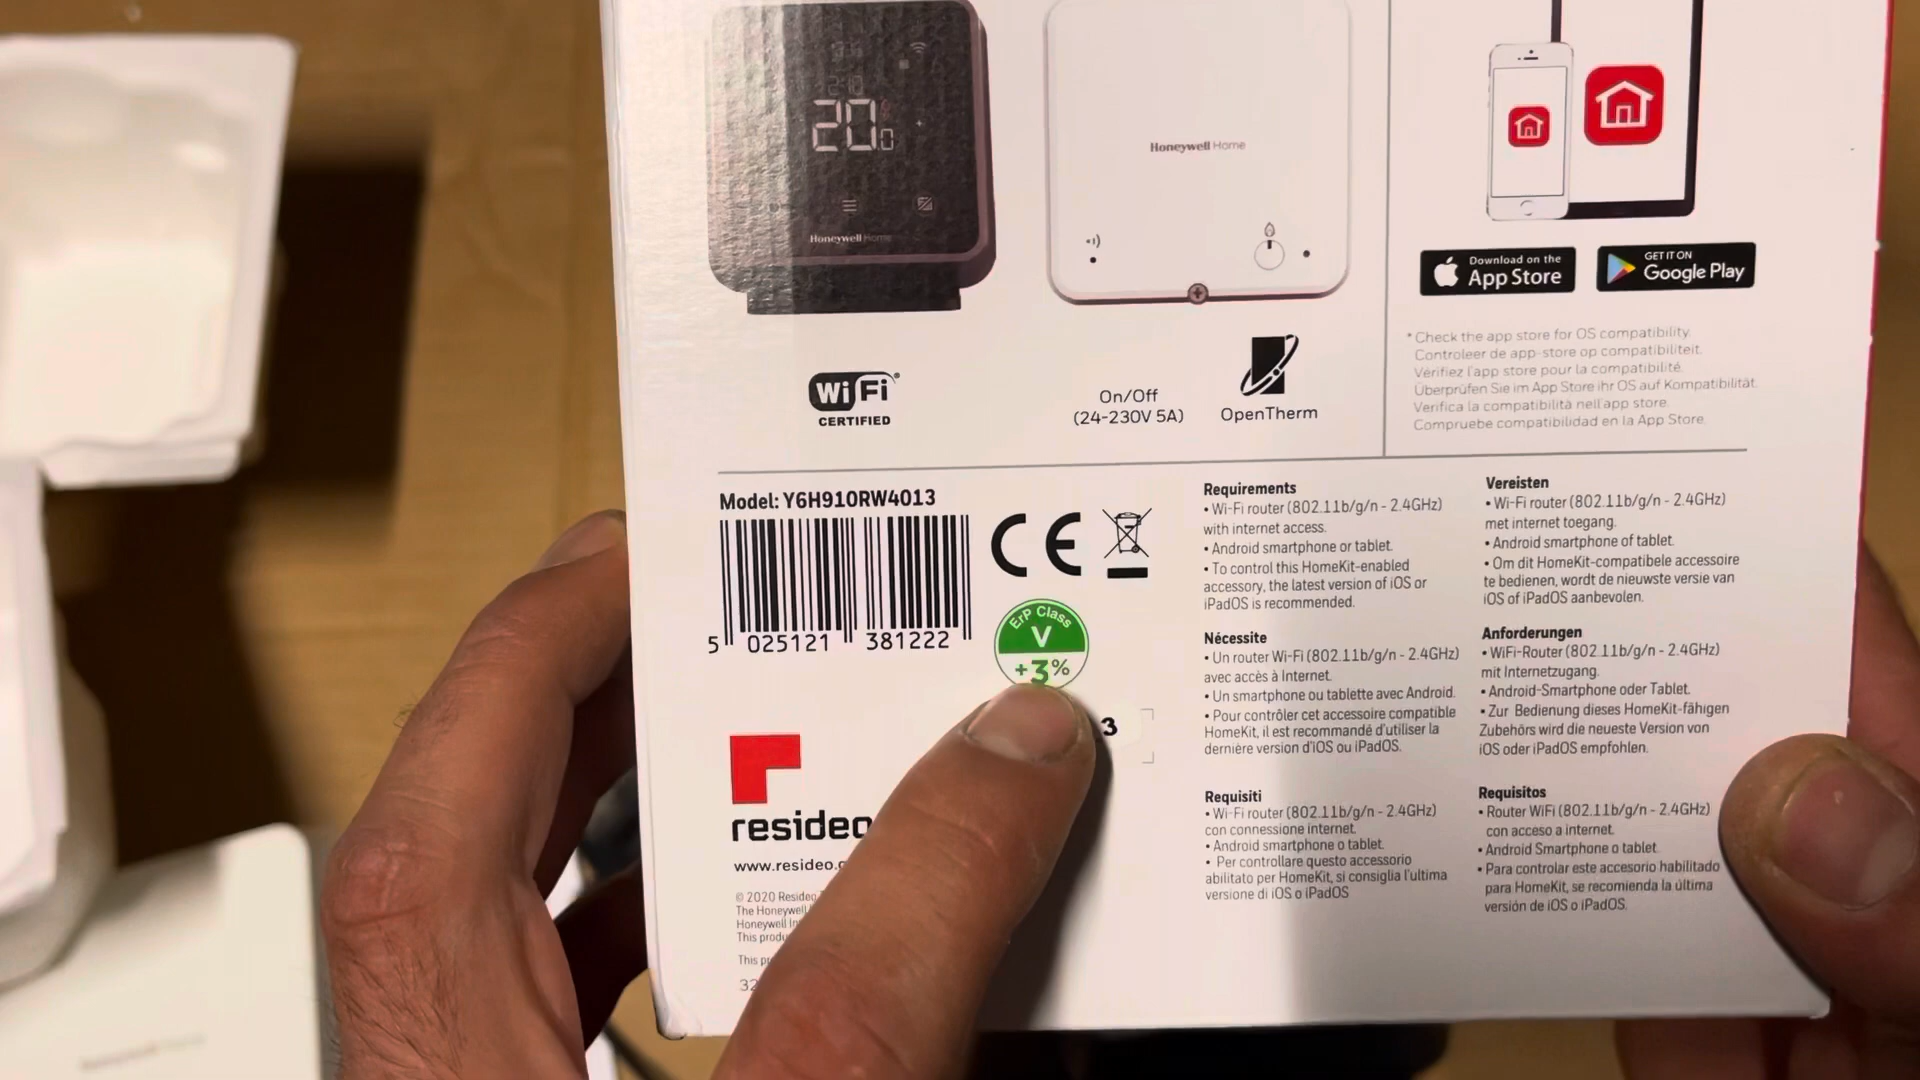 20
Honeywell Home
Honeywell Home
Download on the
App Store
GET IT ON
Google Play
* Check the app store for OS compatibility.
Controleer de app-store op compatibiliteit.
Vérifiez l'app store pour la compatibilité.
Überprüfen Sie im App Store ihr OS auf Kompatibilität.
Verifica la compatibilità nell'app store.
Compruebe compatibilidad en la App Store.
WiFi
CERTIFIED
On/Off
(24-230V 5A)
OpenTherm
Model: Y6H910RW4013
5 025121 381222
CE
ErP Class
V
+3%
3
resideo
www.resideo.
© 2020 Resideo
The Honeywell
Honeywell
This
This
32
Requirements
• Wi-Fi router (802.11b/g/n - 2.4GHz)
with internet access.
• Android smartphone or tablet.
• To control this HomeKit-enabled
accessory, the latest version of iOS or
iPadOS is recommended.
Nécessite
• Un router Wi-Fi (802.11b/g/n - 2.4GHz)
avec accès à Internet.
• Un smartphone ou tablette avec Android.
• Pour contrôler cet accessoire compatible
HomeKit, il est recommandé d'utiliser la
dernière version d'iOS ou iPadOS.
Requisiti
• Wi-Fi router (802.11b/g/n - 2.4GHz)
con connessione internet.
• Android smartphone o tablet.
• Per controllare questo accessorio
abilitato per HomeKit, si consiglia l'ultima
versione di iOS o iPadOS
Vereisten
• Wi-Fi router (802.11b/g/n - 2.4GHz)
met internet toegang.
• Android smartphone of tablet.
• Om dit HomeKit-compatibele accessoire
te bedienen, wordt de nieuwste versie van
iOS of iPadOS aanbevolen.
Anforderungen
• WiFi-Router (802.11b/g/n - 2.4GHz)
mit Internetzugang.
• Android-Smartphone oder Tablet.
• Zur Bedienung dieses HomeKit-fähigen
Zubehörs wird die neueste Version von
iOS oder iPadOS empfohlen.
Requisitos
• Router WiFi (802.11b/g/n - 2.4GHz)
con acceso a internet.
• Android Smartphone o tablet.
• Para controlar este accesorio habilitado
para HomeKit, se recomienda la última
versión de iOS o iPadOS.